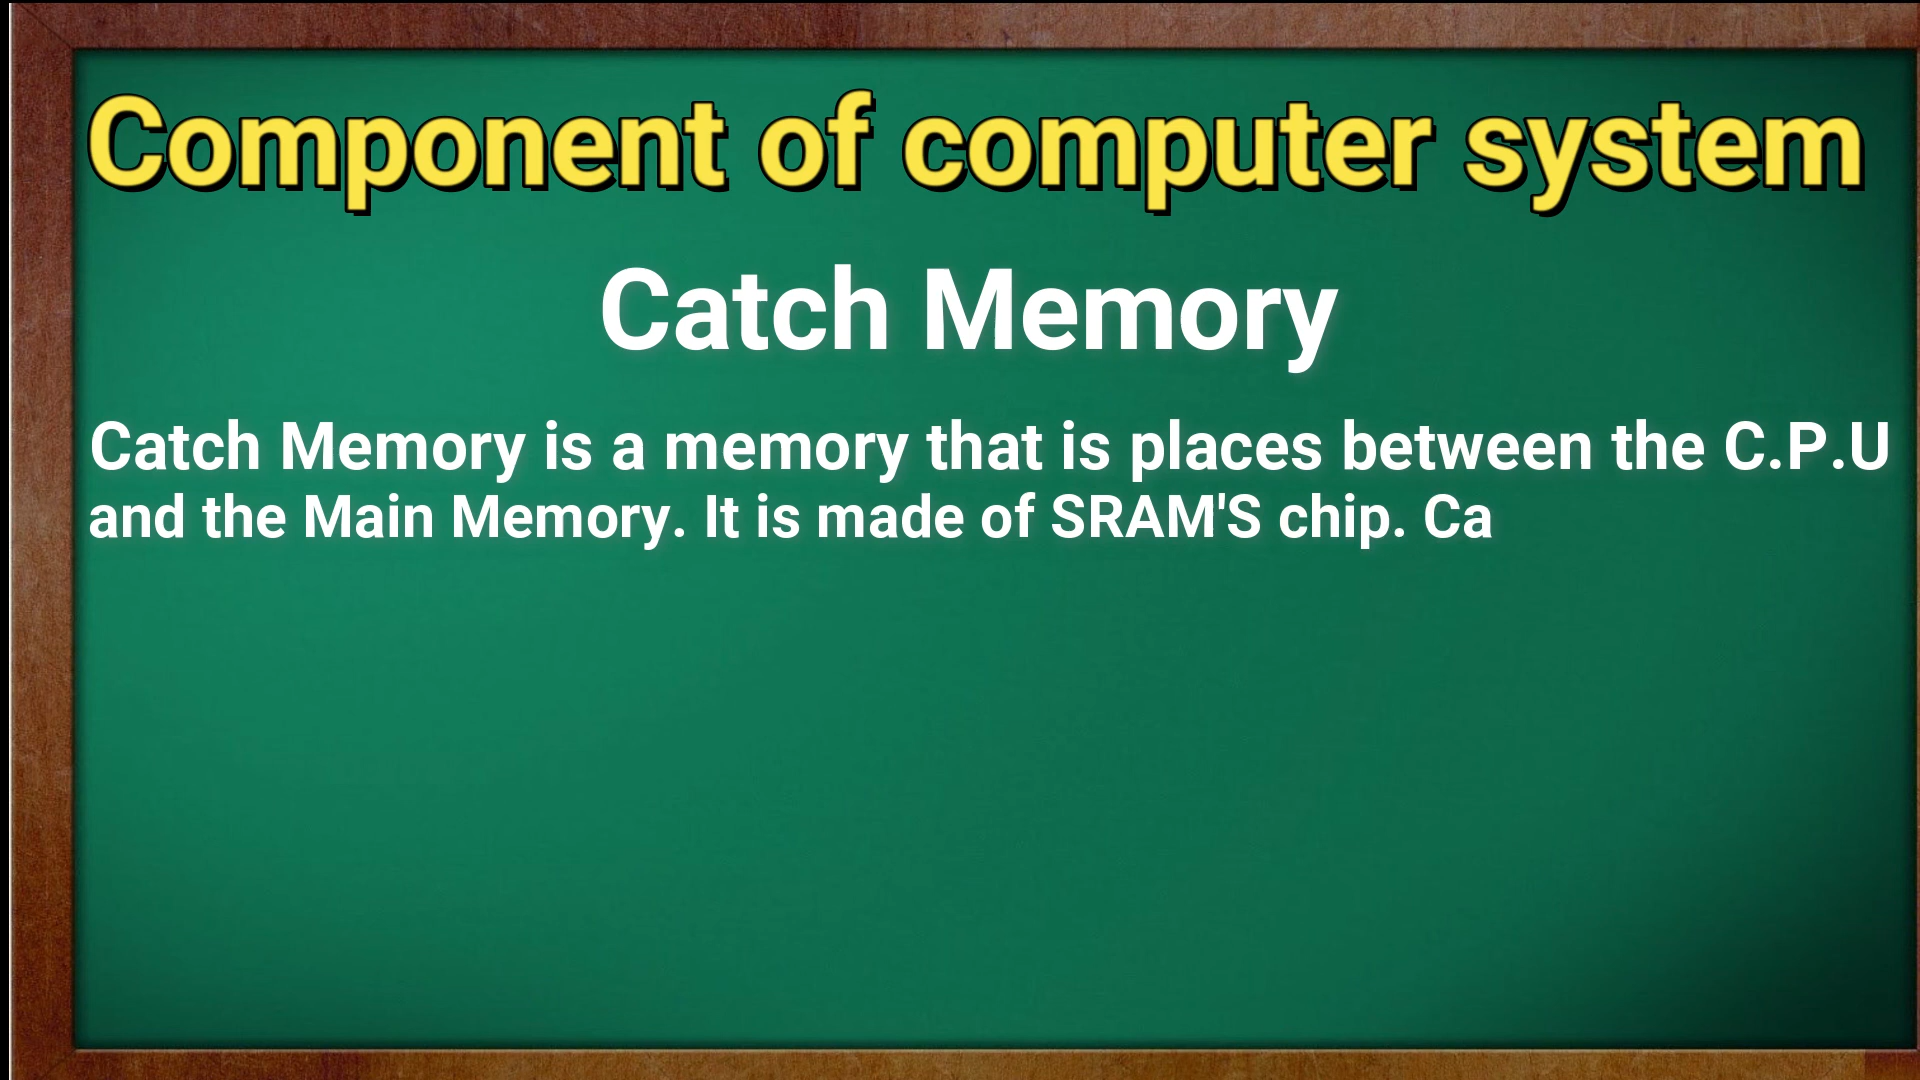 Component of computer system
Catch Memory
Catch Memory is a memory that is places between the C.P.U
and the Main Memory. It is made of SRAM'S chip. Ca